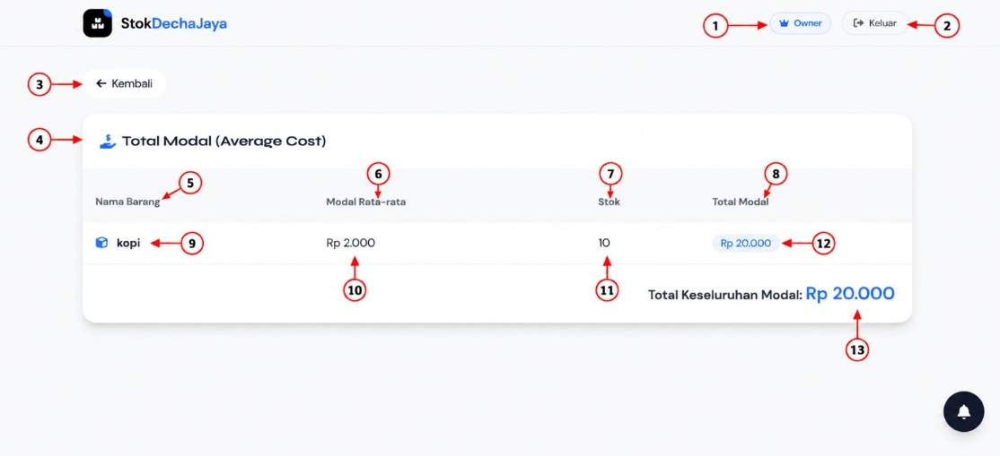 StokDechaJaya
1 Owner Keluar 2
3 Kembali
4 Total Modal (Average Cost)
5 6 7 8
Nama Barang Modal Rata-rata Stok Total Modal
kopi 9 Rp 2.000 10 Rp 20.000 12
10 11
Total Keseluruhan Modal: Rp 20.000
13